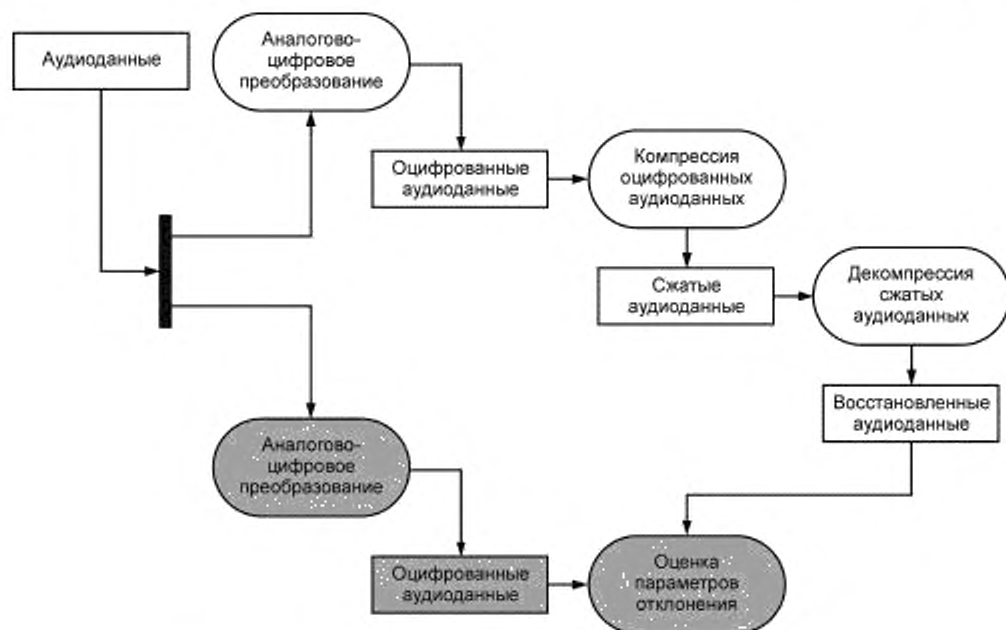 Аудиоданные
Аналогово-
цифровое
преобразование
Оцифрованные
аудиоданные
Компрессия
оцифрованных
аудиоданных
Сжатые
аудиоданные
Декомпрессия
сжатых
аудиоданных
Восстановленные
аудиоданные
Аналогово-
цифровое
преобразование
Оцифрованные
аудиоданные
Оценка
параметров
отклонения